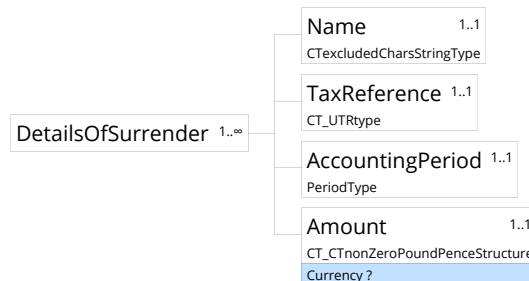 Name 1..1
CTexcludedCharsStringType
TaxReference 1..1
CT_UTRtype
DetailsOfSurrender 1..∞
AccountingPeriod 1..1
PeriodType
Amount 1..1
CT_CTnonZeroPoundPenceStructure
Currency ?